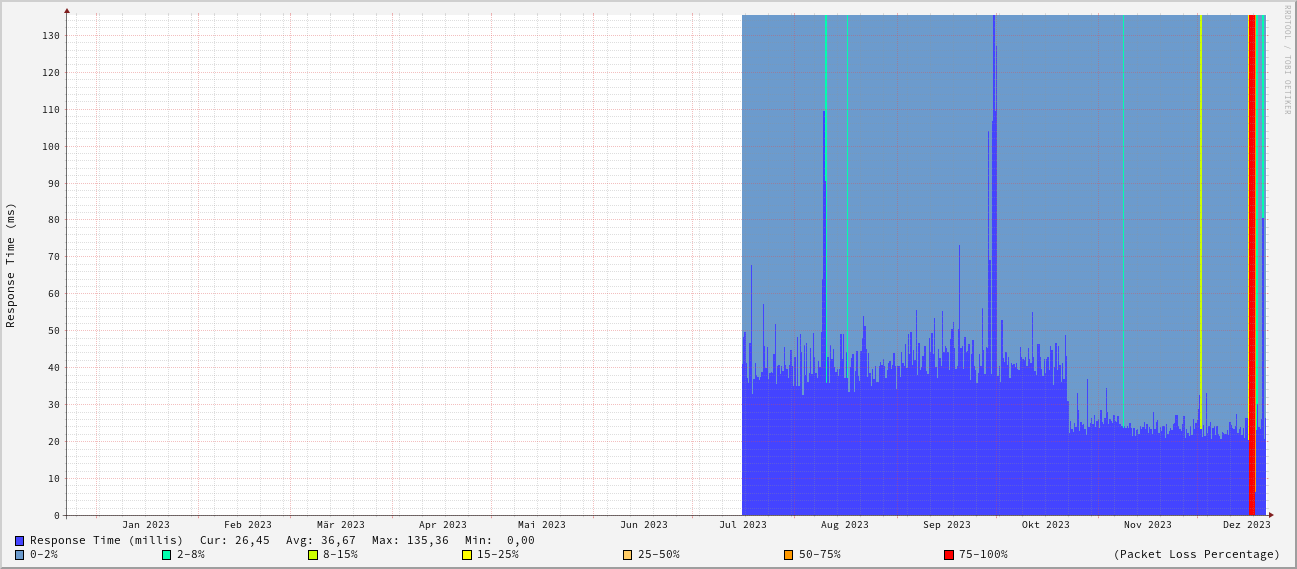 RRDTOOL / TOBI OETIKER
Response Time (ms)
130
120
110
100
90
80
70
60
50
40
30
20
10
0
Jan 2023 Feb 2023 Mär 2023 Apr 2023 Mai 2023 Jun 2023 Jul 2023 Aug 2023 Sep 2023 Okt 2023 Nov 2023 Dez 2023
Response Time (millis) Cur: 26,45 Avg: 36,67 Max: 135,36 Min: 0,00
0-2% 2-8% 8-15% 15-25% 25-50% 50-75% 75-100% (Packet Loss Percentage)